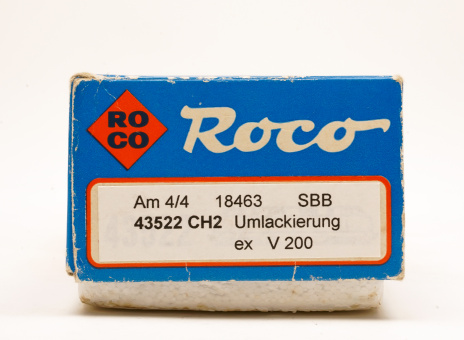 RO
CO
Roco
Am 4/4 18463 SBB
43522 CH2 Umlackierung
ex V 200